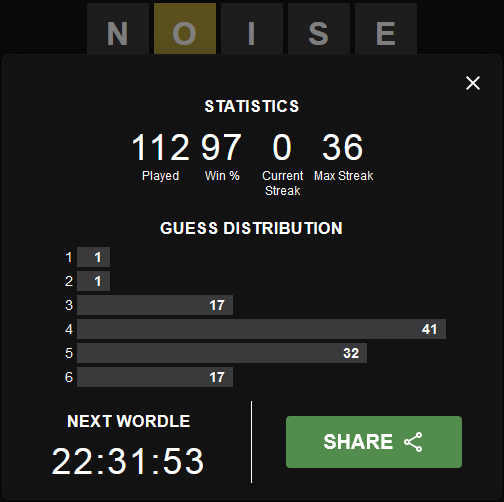 N O I S E
STATISTICS
112 97 0 36
Played Win % Current Streak Max Streak
GUESS DISTRIBUTION
1 1
2 1
3 17
4 41
5 32
6 17
NEXT WORDLE
22:31:53
SHARE